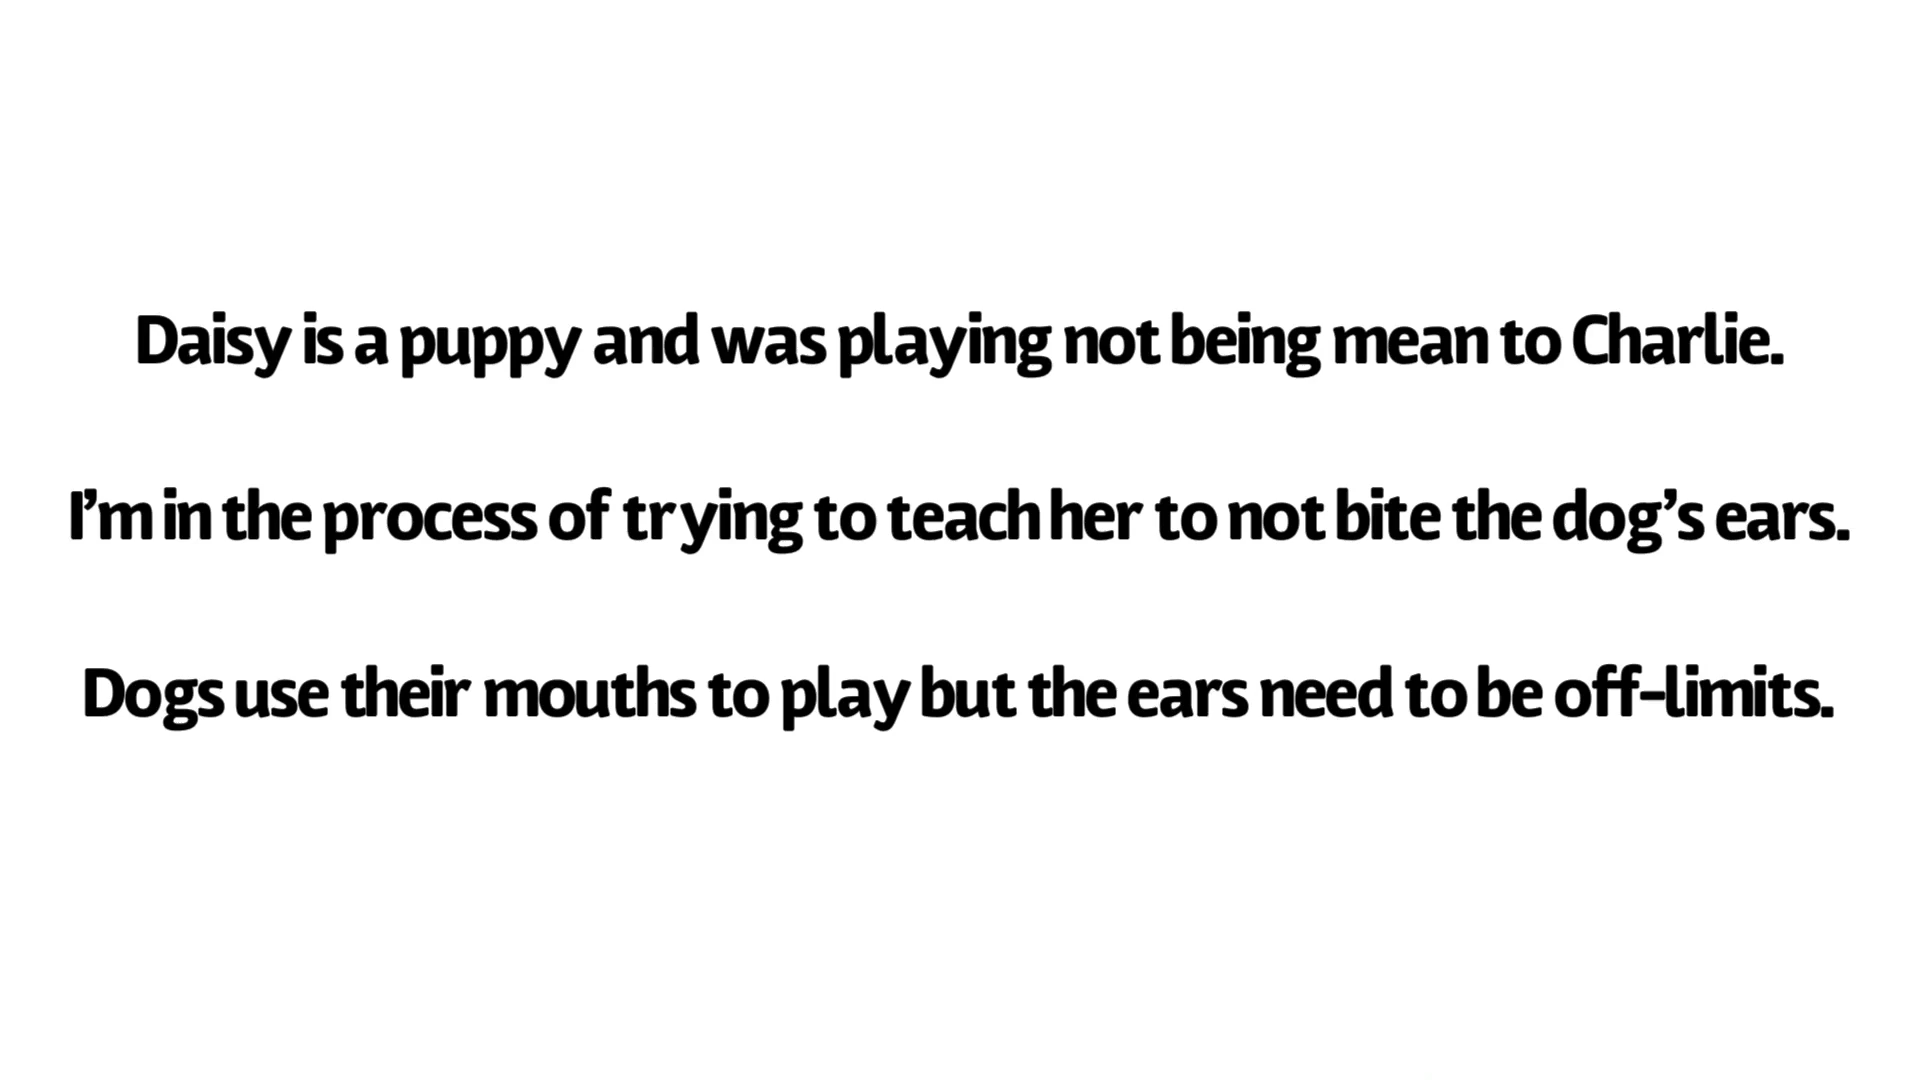 Daisy is a puppy and was playing not being mean to Charlie.
I’m in the process of trying to teach her to not bite the dog’s ears.
Dogs use their mouths to play but the ears need to be off-limits.